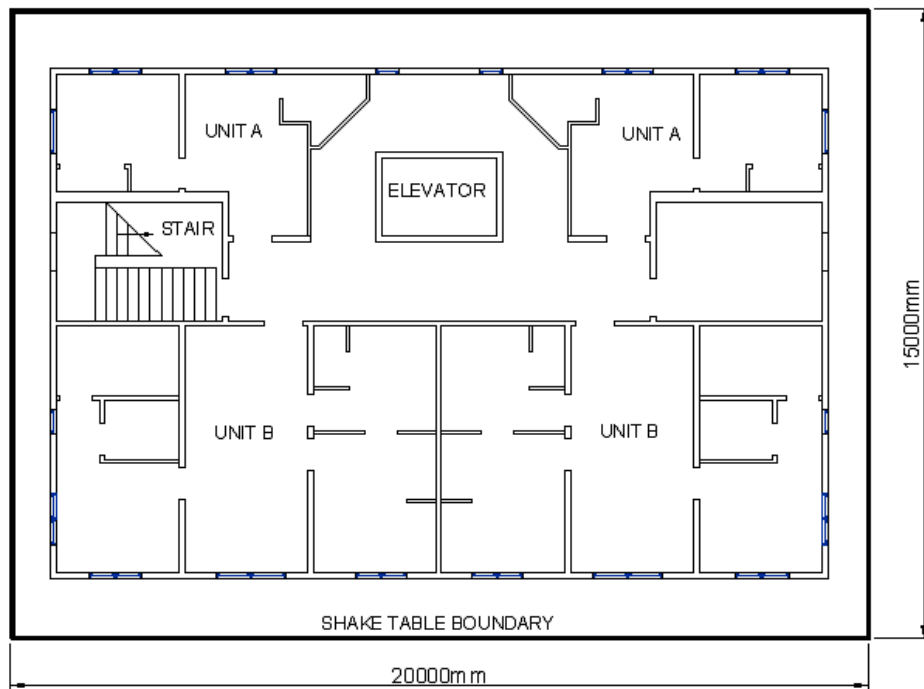 UNIT A
UNIT A
ELEVATOR
STAIR
UNIT B
UNIT B
SHAKE TABLE BOUNDARY
15000mm
20000mm